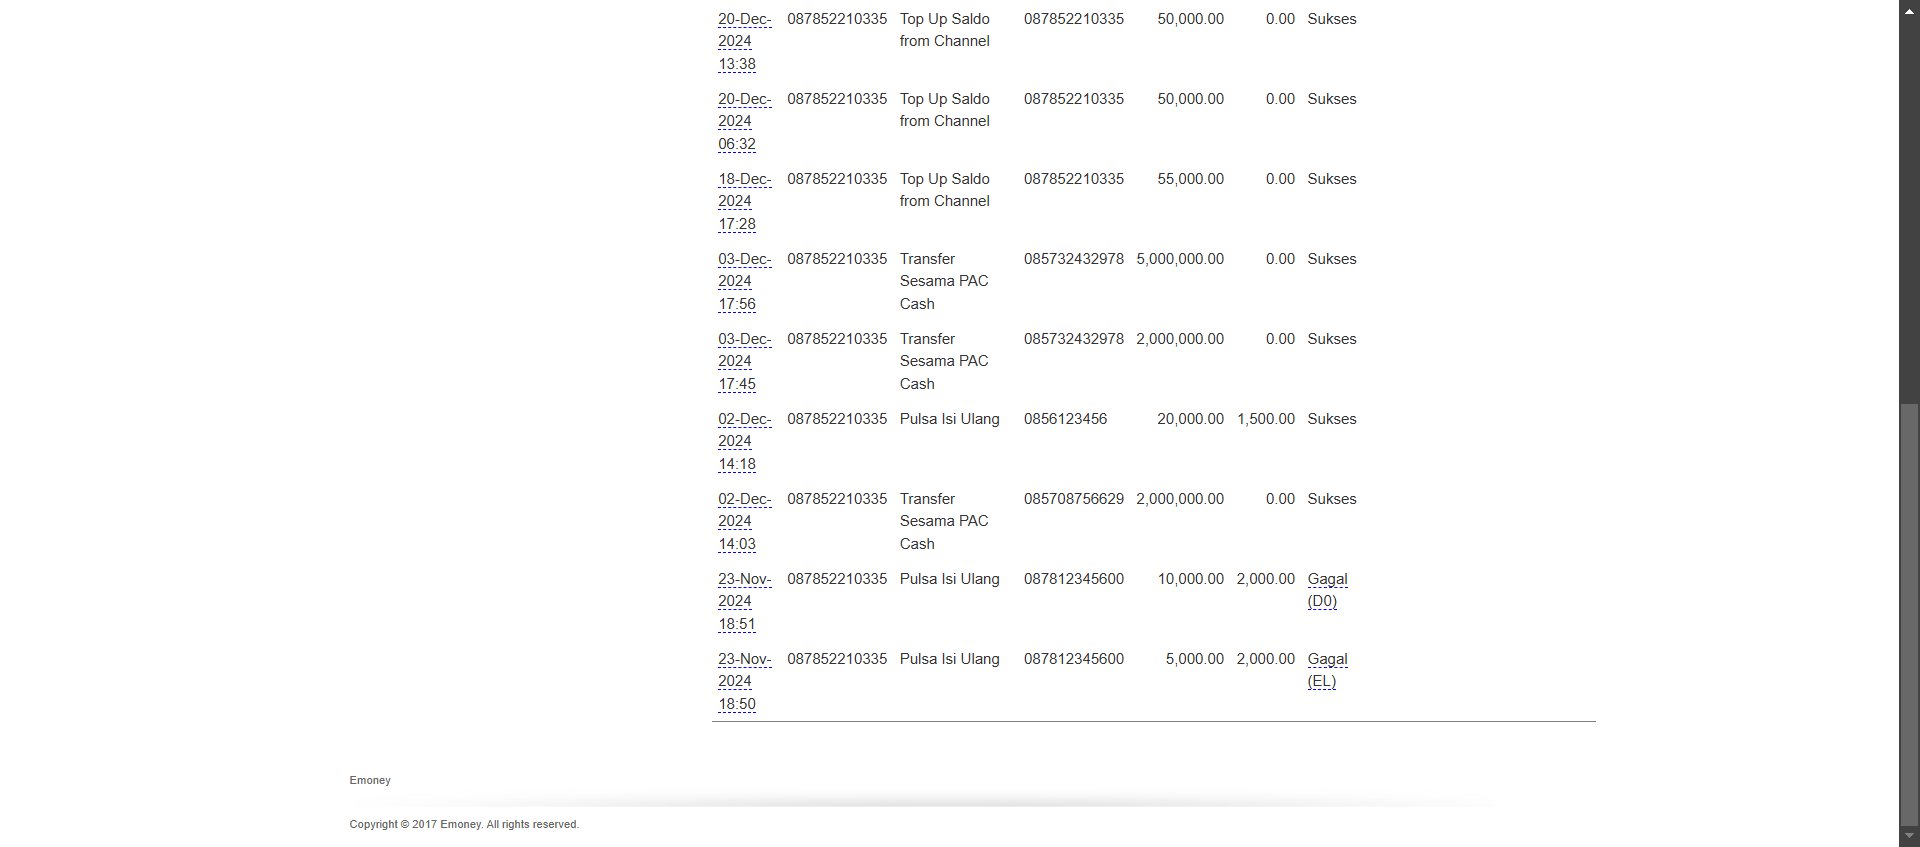 20-Dec- 087852210335 Top Up Saldo 087852210335 50,000.00 0.00 Sukses
2024 from Channel
13:38
20-Dec- 087852210335 Top Up Saldo 087852210335 50,000.00 0.00 Sukses
2024 from Channel
06:32
18-Dec- 087852210335 Top Up Saldo 087852210335 55,000.00 0.00 Sukses
2024 from Channel
17:28
03-Dec- 087852210335 Transfer 085732432978 5,000,000.00 0.00 Sukses
2024 Sesama PAC
17:56 Cash
03-Dec- 087852210335 Transfer 085732432978 2,000,000.00 0.00 Sukses
2024 Sesama PAC
17:45 Cash
02-Dec- 087852210335 Pulsa Isi Ulang 0856123456 20,000.00 1,500.00 Sukses
2024
14:18
02-Dec- 087852210335 Transfer 085708756629 2,000,000.00 0.00 Sukses
2024 Sesama PAC
14:03 Cash
23-Nov- 087852210335 Pulsa Isi Ulang 087812345600 10,000.00 2,000.00 Gagal
2024 (D0)
18:51
23-Nov- 087852210335 Pulsa Isi Ulang 087812345600 5,000.00 2,000.00 Gagal
2024 (EL)
18:50
Emoney
Copyright © 2017 Emoney. All rights reserved.